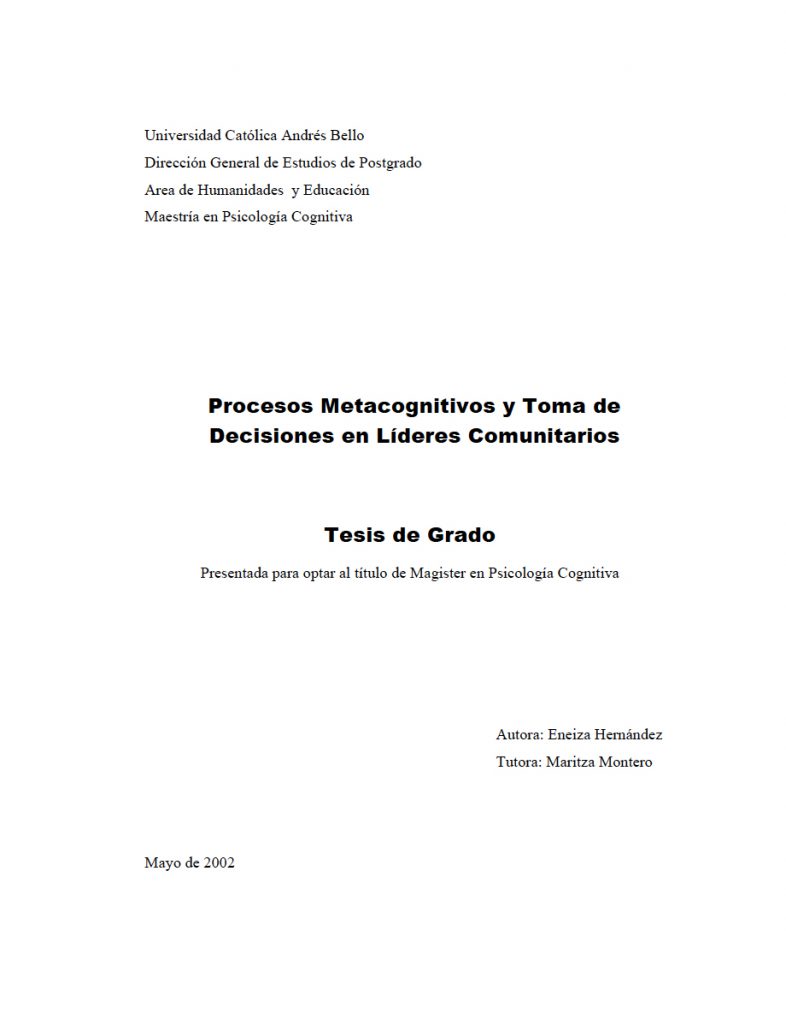 Universidad Católica Andrés Bello
Dirección General de Estudios de Postgrado
Area de Humanidades y Educación
Maestría en Psicología Cognitiva
Procesos Metacognitivos y Toma de
Decisiones en Líderes Comunitarios
Tesis de Grado
Presentada para optar al título de Magister en Psicología Cognitiva
Autora: Eneiza Hernández
Tutora: Maritza Montero
Mayo de 2002